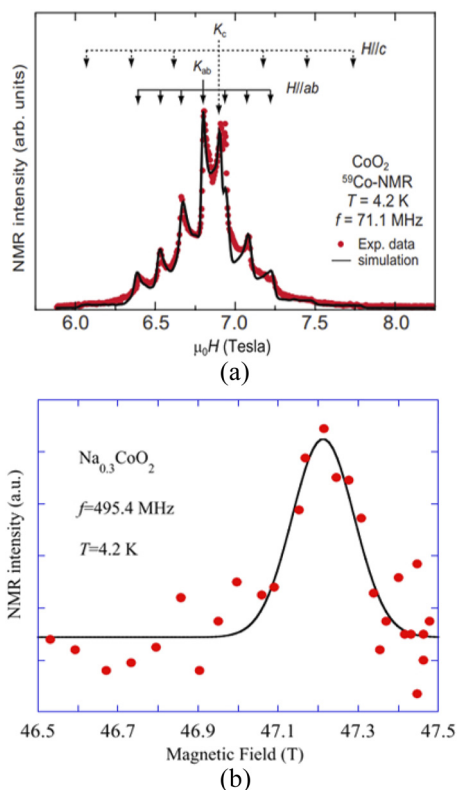 K_c
H//c
K_ab
H//ab
NMR intensity (arb. units)
CoO₂
⁵⁹Co-NMR
T = 4.2 K
f = 71.1 MHz
Exp. data
simulation
6.0 6.5 7.0 7.5 8.0
μ₀H (Tesla)
(a)
Na₀.₃CoO₂
f=495.4 MHz
T=4.2 K
NMR intensity (a.u.)
46.5 46.7 46.9 47.1 47.3 47.5
Magnetic Field (T)
(b)